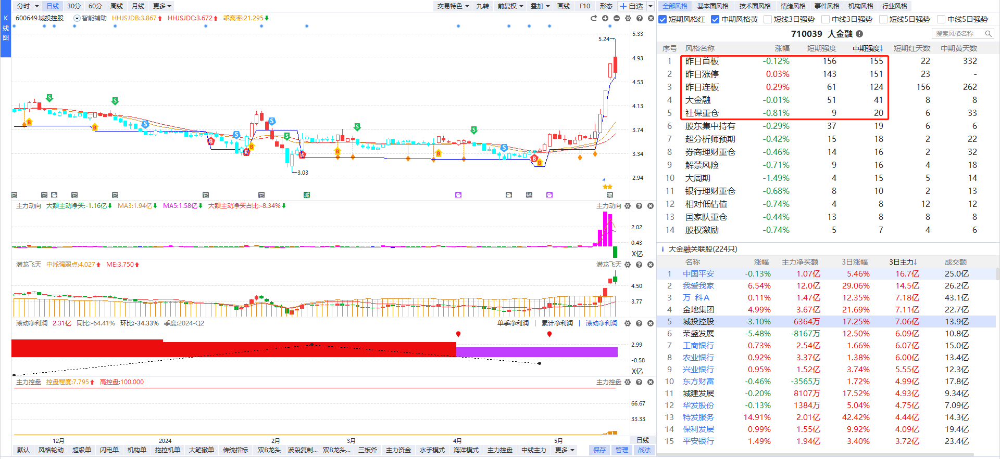 K
线
图
分时 日线 30分 60分 周线 月线 更多 交易特色 九转 前复权 叠加 画线 F10 形态 自选
600649 城投控股 智能辅助 HHJSJDB:3.867 HHJSJDC:3.672 乖离率:21.295
5.33
5.24
4.93
4.53
4.13
3.74
3.34
3.03
2.94
主力动向 大额主动净买:-1.16亿 MA3:1.94亿 MA5:1.58亿 大额主动净买占比:-8.34% 主力动向
2.02
0.43
X亿
潜龙飞天 中线强弱点:4.027 ME:3.750 潜龙飞天
4.50
3.77
滚动净利润 2.31亿 同比:-64.41% 环比:-34.33% 季度:2024-Q2 单季净利润 累计净利润 滚动净利润
2.99
-0.58
X亿
主力控盘 控盘程度:7.795 高控盘:100.000 主力控盘
66.67
33.33
12月 2024 2月 3月 4月 5月 日线
默认 风格轮动 超级单 闪电单 机构单 拖拉机单 大笔撤单 传统指标 双B龙头 波段复制... 双B龙头... 三板斧 主力资金 水手模式 海洋模式 主力控盘 中线主力 更多 保存 管理 战法
全部风格 基本面风格 技术面风格 情绪风格 事件风格 机构风格 行业风格
短期风格红 中期风格黄 短线3日强势 中线3日强势 短线5日强势 中线5日强势
710039 大金融 搜索风格名称
序号 风格名称 涨幅 短期强度 中期强度↓ 短期红天数 中期黄天数
1 昨日首板 -0.12% 156 155 22 332
2 昨日涨停 0.03% 143 151 23 -
3 昨日连板 0.29% 61 124 156 262
4 大金融 -0.01% 51 41 8 8
5 社保重仓 -0.81% 9 20 6 33
6 股东集中持有 -0.29% 37 19 6 6
7 超分析师预期 -0.42% 15 18 2 22
8 券商理财重仓 -0.46% 14 16 2 32
9 解禁风险 -0.71% 9 16 4 18
10 大周期 -1.49% 4 15 5 14
11 银行理财重仓 -0.68% 8 10 2 13
12 相对低估值 -0.74% 4 8 12 12
13 国家队重仓 -0.44% 13 8 8 8
14 股权激励 -0.74% 5 7 4 6
大金融关联股(224只)
名称 涨幅 主力净买额 3日涨幅 3日主力↓ 成交额
1 中国平安 -0.13% 1.07亿 5.46% 16.7亿 25.0亿
2 我爱我家 6.54% 12.0亿 29.06% 14.5亿 26.2亿
3 万 科A 0.11% 1.47亿 12.35% 7.18亿 43.1亿
4 金地集团 4.99% 3.67亿 21.69% 7.11亿 22.7亿
5 城投控股 -3.10% 6364万 17.25% 7.06亿 13.9亿
6 荣盛发展 -5.48% -8167万 12.50% 6.09亿 10.8亿
7 工商银行 0.73% 2.54亿 1.66% 6.07亿 15.0亿
8 农业银行 0.92% 3.37亿 1.38% 6.00亿 13.4亿
9 兴业银行 0.95% 1.52亿 3.74% 5.55亿 12.3亿
10 东方财富 -0.46% -3565万 1.72% 4.99亿 17.8亿
11 城建发展 -0.20% 8107万 17.52% 4.93亿 9.34亿
12 华发股份 -0.13% 1384万 5.04% 4.75亿 7.09亿
13 特发服务 14.91% 2.01亿 42.42% 4.44亿 14.3亿
14 保利发展 0.99% 1.55亿 9.92% 4.09亿 19.4亿
15 平安银行 1.49% 1.94亿 3.40% 3.72亿 23.4亿